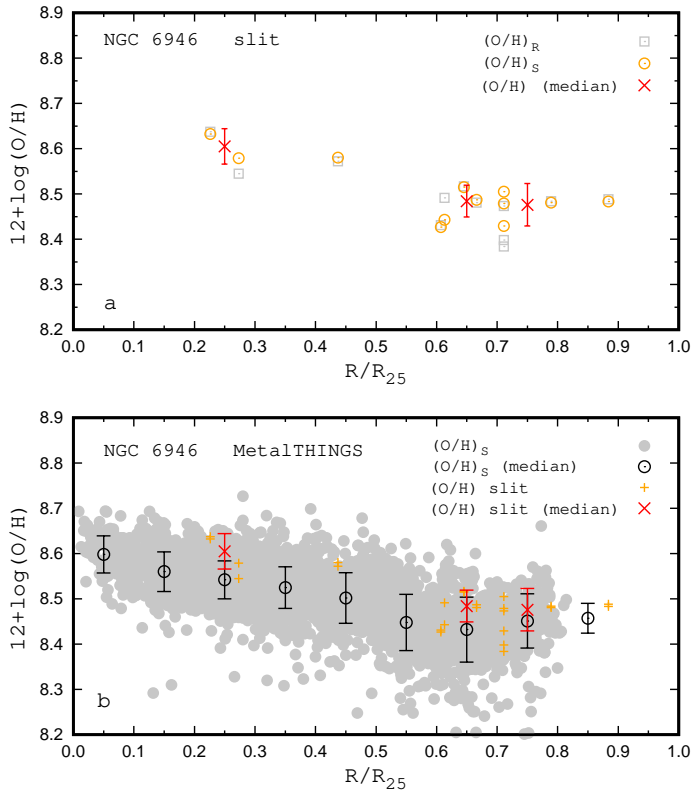 NGC 6946 slit
(O/H)R
(O/H)S
(O/H) (median)
12+log(O/H)
8.9
8.8
8.7
8.6
8.5
8.4
8.3
8.2
a
0.0 0.1 0.2 0.3 0.4 0.5 0.6 0.7 0.8 0.9 1.0
R/R25
NGC 6946 MetalTHINGS
(O/H)S
(O/H)S (median)
(O/H) slit
(O/H) slit (median)
12+log(O/H)
8.9
8.8
8.7
8.6
8.5
8.4
8.3
8.2
b
0.0 0.1 0.2 0.3 0.4 0.5 0.6 0.7 0.8 0.9 1.0
R/R25